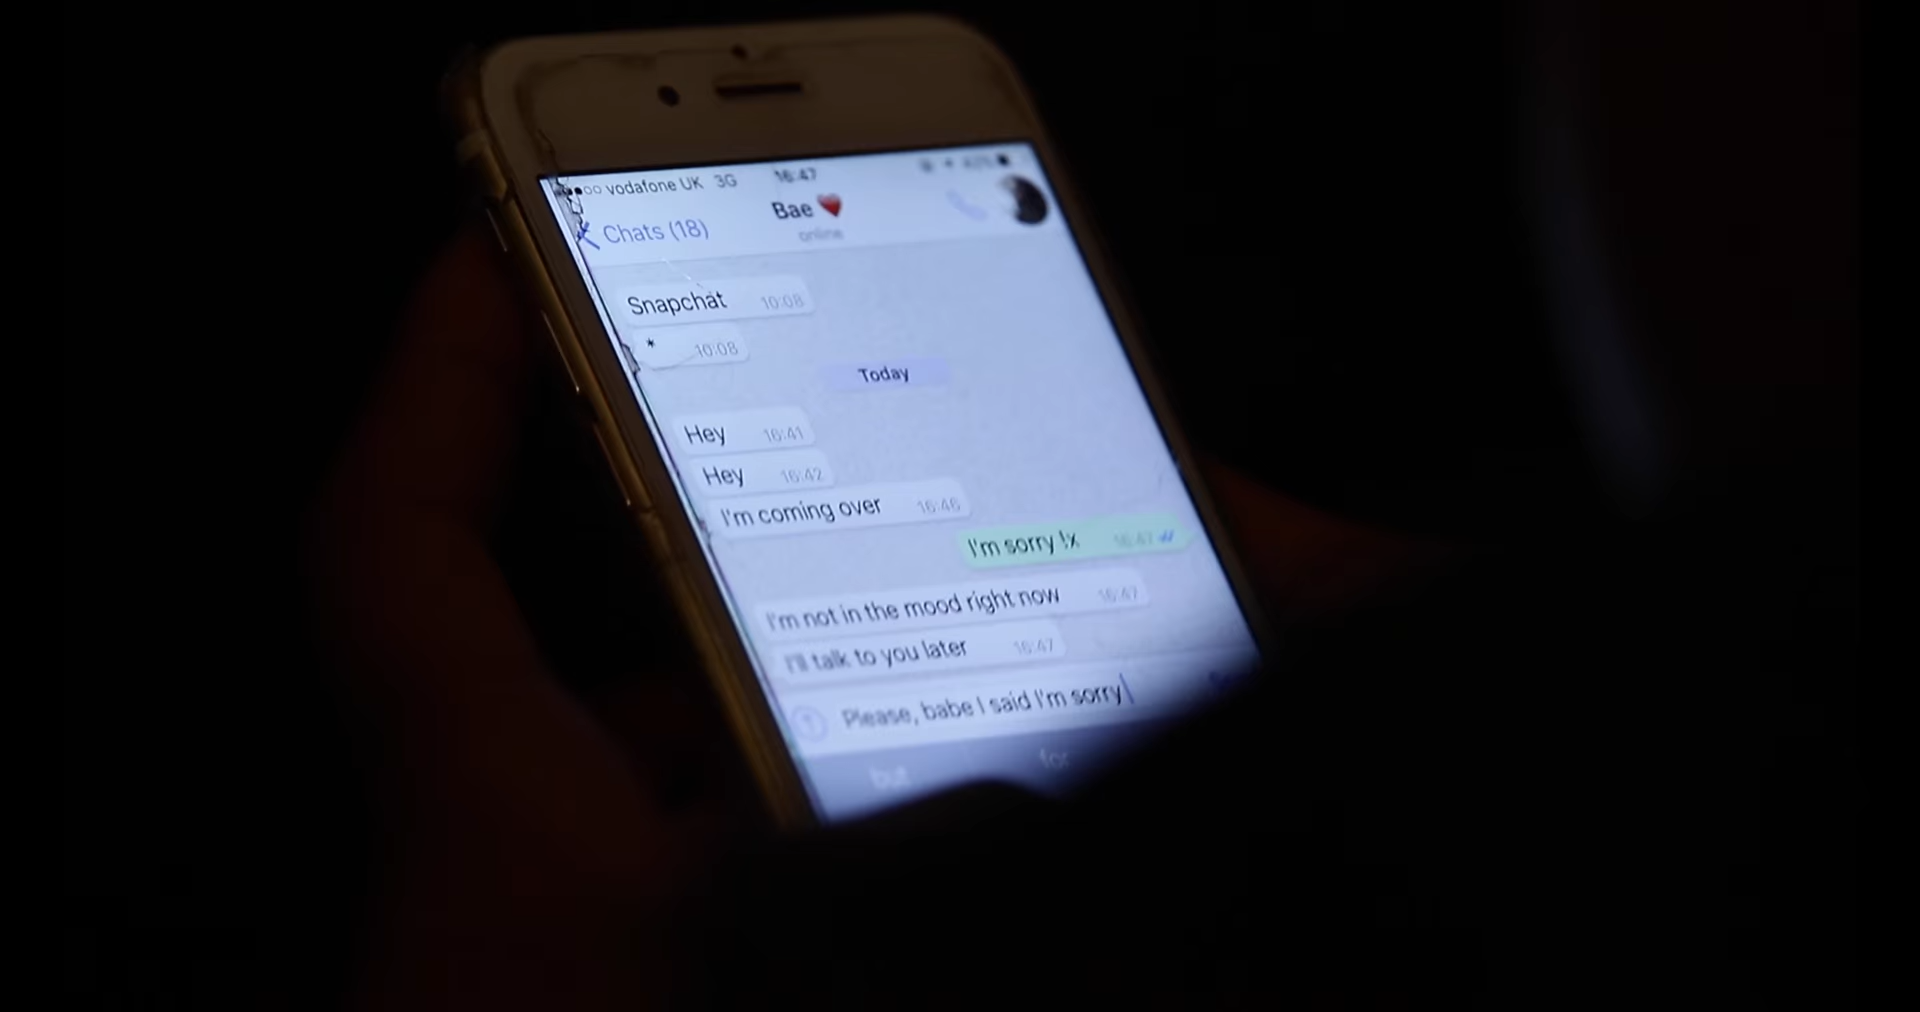 vodafone UK 3G 16:47
Chats (18) Bae ❤️
online
Snapchat 10:08
* 10:08
Today
Hey 16:41
Hey 16:42
I'm coming over 16:46
I'm sorry !x 16:47
I'm not in the mood right now 16:47
I'll talk to you later 16:47
Please, babe I said I'm sorry
but for